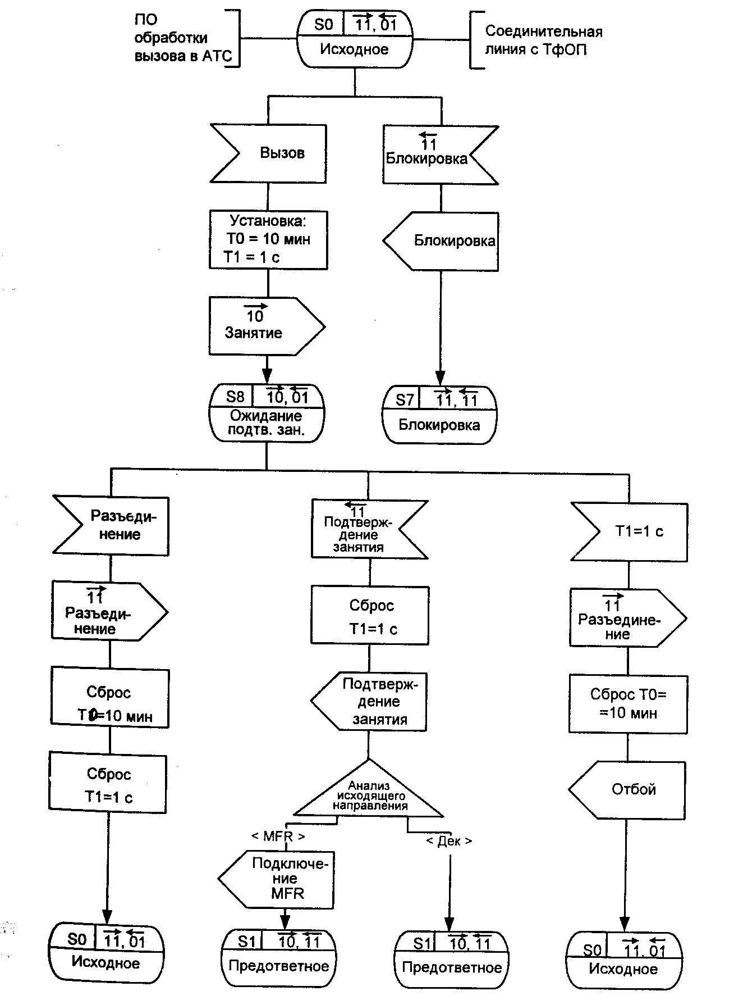 ПО
обработки
вызова в АТС
S0
11, 01
Исходное
Соединительная
линия с ТфОП
Вызов
11
Блокировка
Установка:
T0 = 10 мин
T1 = 1 с
Блокировка
10
Занятие
S8
10, 01
Ожидание
подтв. зан.
S7
11, 11
Блокировка
Разъеди-
нение
11
Подтверж-
дение
занятия
T1=1 с
11
Разъеди-
нение
Сброс
T1=1 с
11
Разъедине-
ние
Сброс
T0=10 мин
Подтверж-
дение
занятия
Сброс T0=
=10 мин
Сброс
T1=1 с
Анализ
исходящего
направления
Отбой
< MFR >
< Дек >
Подключе-
ние
MFR
S0
11, 01
Исходное
S1
10, 11
Предответное
S1
10, 11
Предответное
S0
11, 01
Исходное